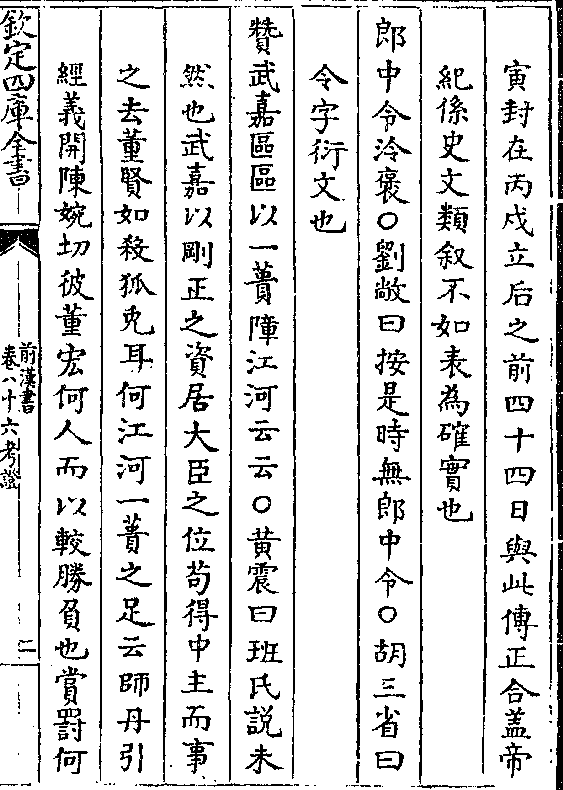 寅封在丙戌立后之前四十四日與此傳正合盖帝
紀係史文類叙不如表為確實也
郎中令泠褒○劉敞曰按是時無郎中令○胡三省曰
令字衍文也
贊武嘉區區以一蕢障江河云云○黄震曰班氏説未
然也武嘉以剛正之資居大臣之位茍得中主而事
之去董賢如殺狐兎耳何江河一蕢之足云師丹引
經義開陳婉切彼董宏何人而以較勝負也賞罰何
欽定四庫全書
前漢書
卷八十六考證
二